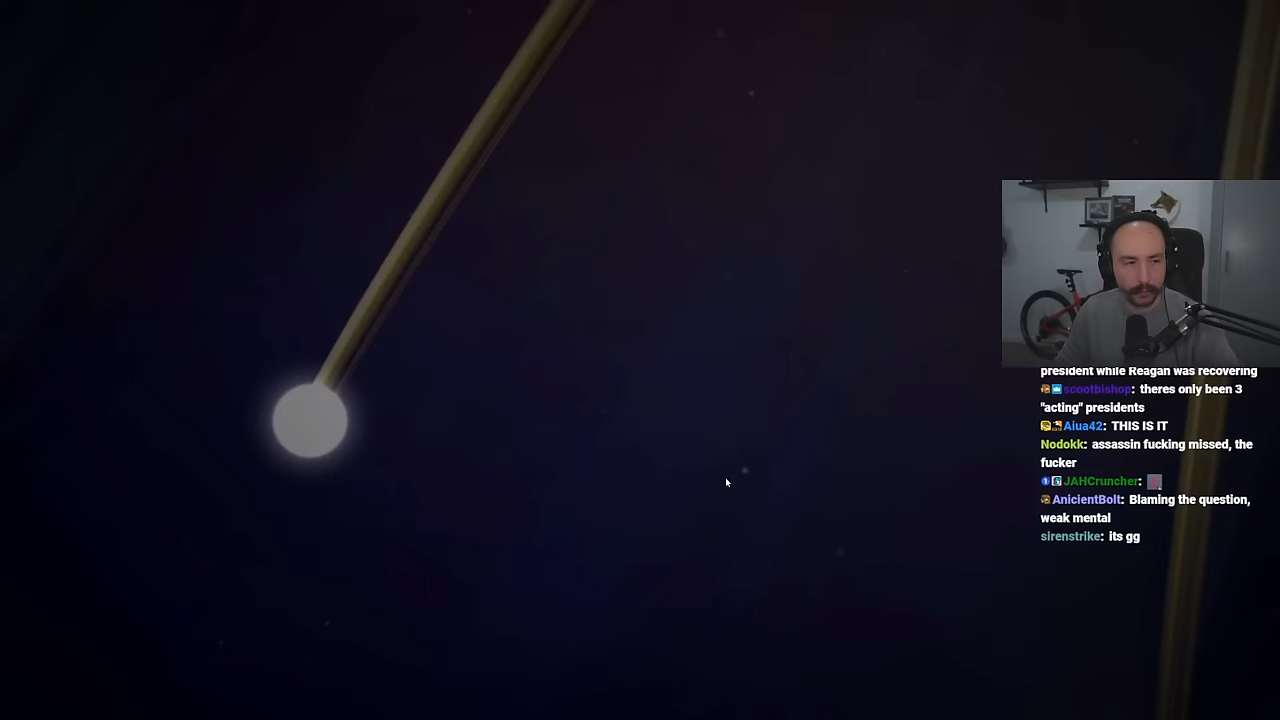 president while Reagan was recovering
scootbishop: theres only been 3
"acting" presidents
Aiua42: THIS IS IT
Nodokk: assassin fucking missed, the
fucker
JAHCruncher:
AnicientBolt: Blaming the question,
weak mental
sirenstrike: its gg